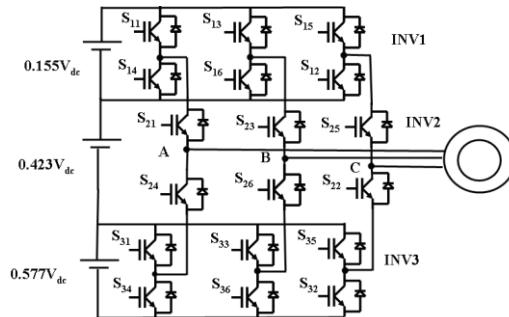 S11 S13 S15 INV1
0.155Vdc
S14 S16 S12
S21 S23 S25 INV2
A B C
0.423Vdc
S24 S26 S22
S31 S33 S35
INV3
0.577Vdc
S34 S36 S32